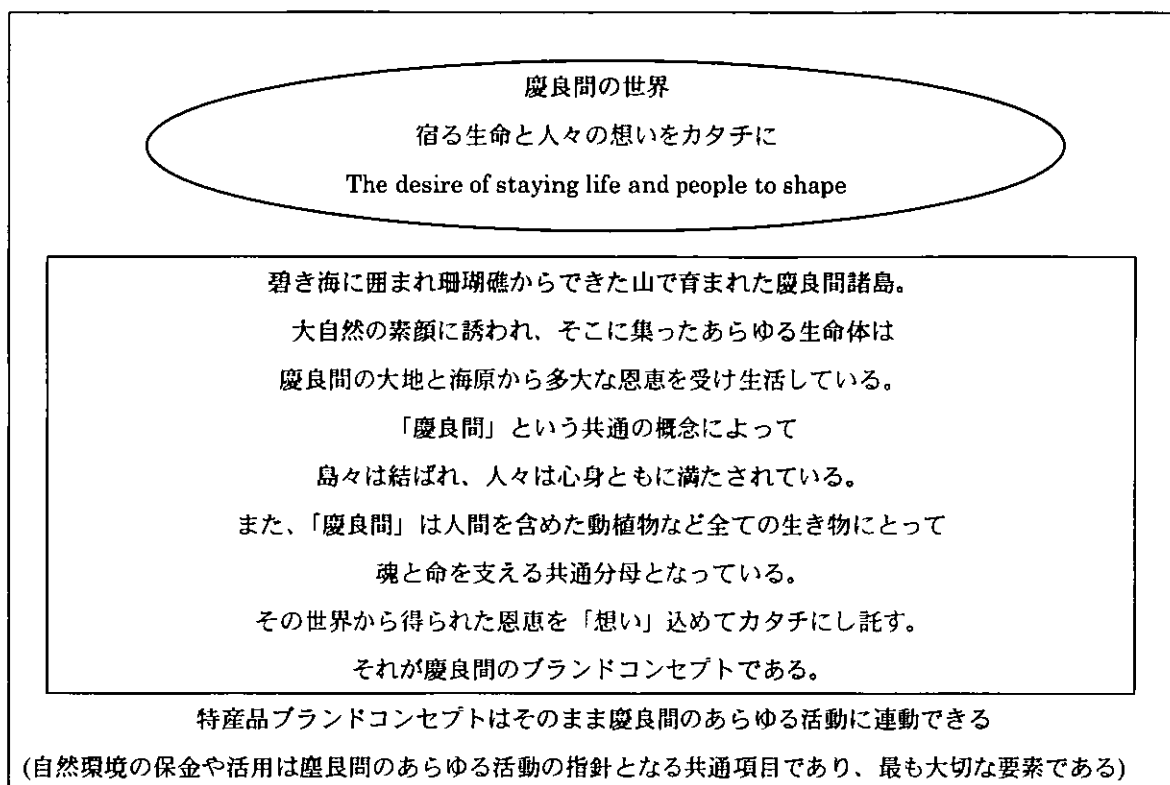 慶良間の世界
宿る生命と人々の想いをカタチに
The desire of staying life and people to shape
碧き海に囲まれ珊瑚礁からできた山で育まれた慶良間諸島。
大自然の素顔に誘われ、そこに集ったあらゆる生命体は
慶良間の大地と海原から多大な恩恵を受け生活している。
「慶良間」という共通の概念によって
島々は結ばれ、人々は心身ともに満たされている。
また、「慶良間」は人間を含めた動植物など全ての生き物にとって
魂と命を支える共通分母となっている。
その世界から得られた恩恵を「想い」込めてカタチにし託す。
それが慶良間のブランドコンセプトである。
特産品ブランドコンセプトはそのまま慶良間のあらゆる活動に連動できる
(自然環境の保金や活用は塵艮問のあらゆる活動の指針となる共通項目であり、最も大切な要素である)